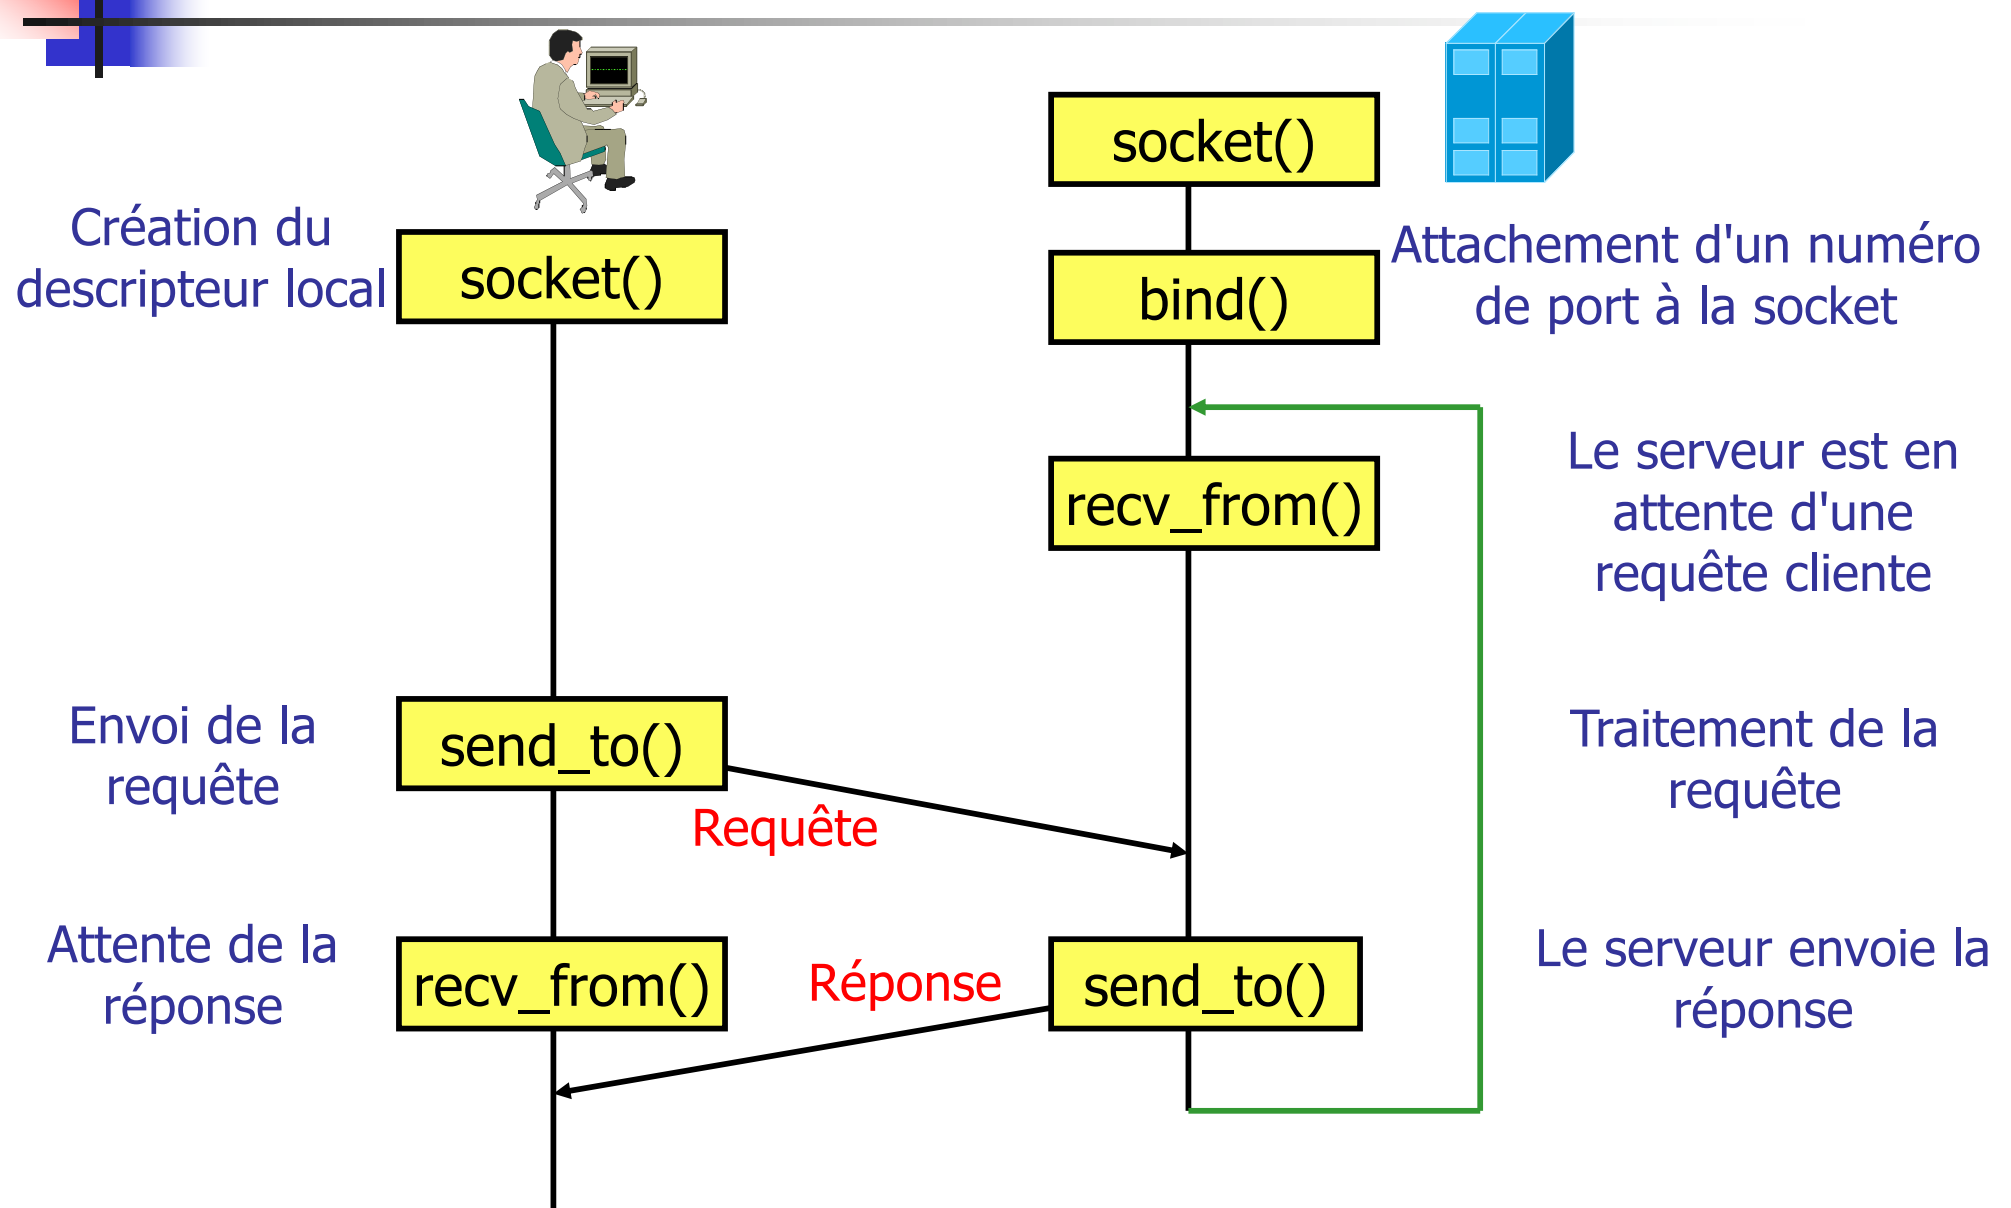 socket()
Création du
descripteur local
socket()
Attachement d'un numéro
de port à la socket
bind()
Le serveur est en
attente d'une
requête cliente
recv_from()
Envoi de la
requête
send_to()
Requête
Traitement de la
requête
Attente de la
réponse
recv_from()
Réponse
send_to()
Le serveur envoie la
réponse